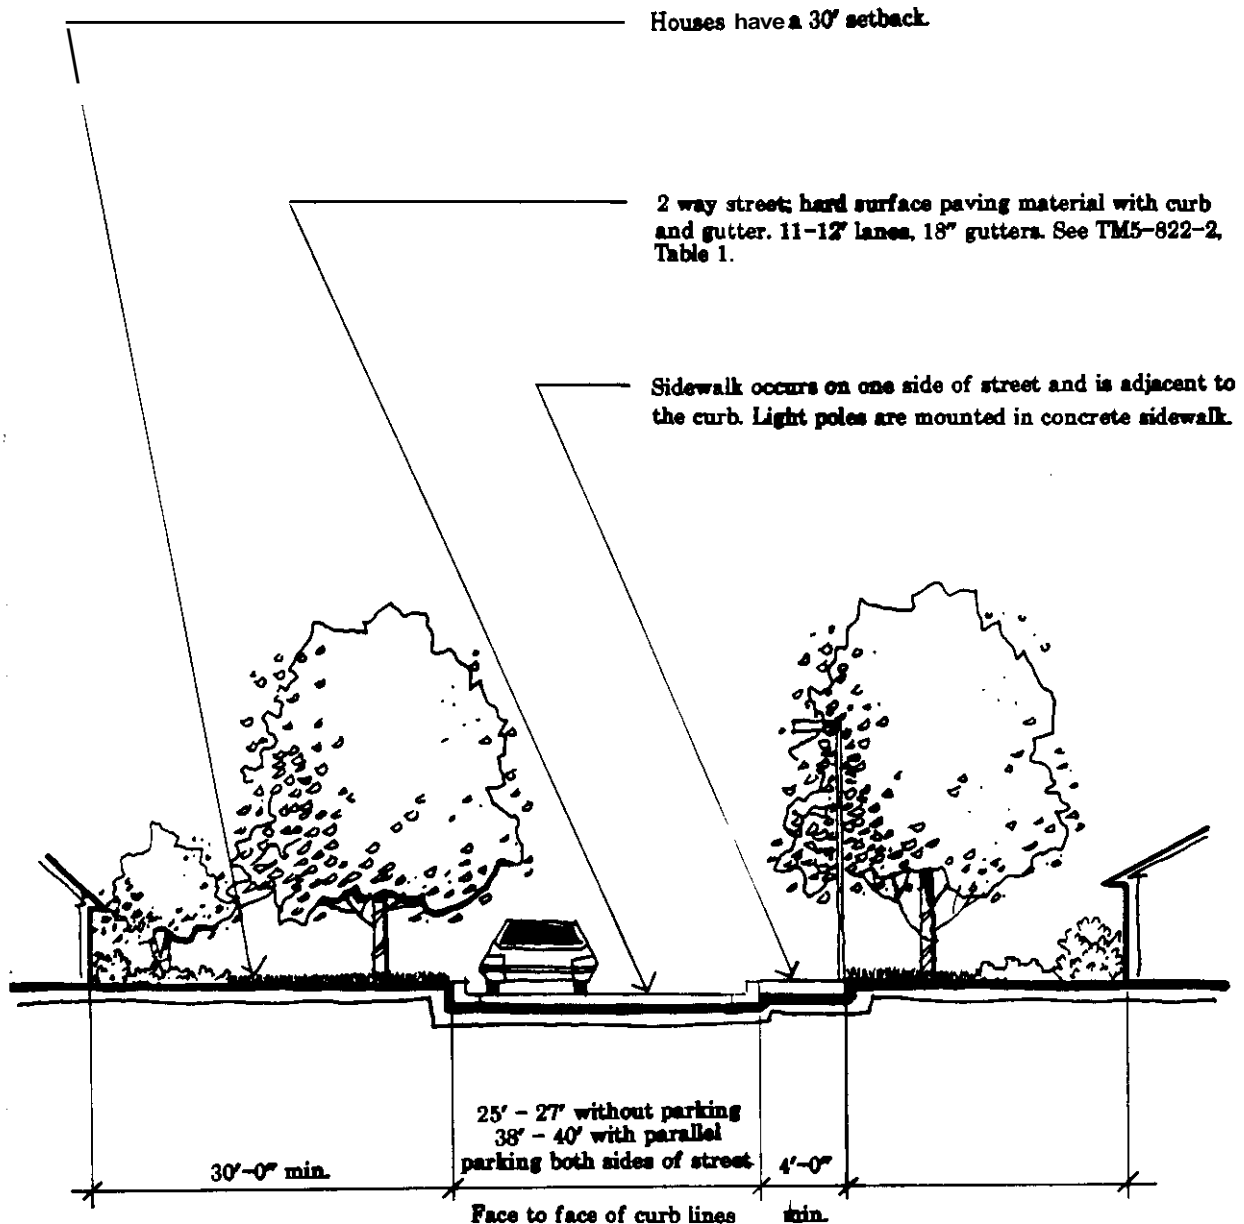 Houses have a 30' setback.
2 way street; hard surface paving material with curb
and gutter. 11-12' lanes, 18" gutters. See TM5-822-2,
Table 1.
Sidewalk occurs on one side of street and is adjacent to
the curb. Light poles are mounted in concrete sidewalk.
25' - 27' without parking
38' - 40' with parallel
parking both sides of street
30'-0" min.
4'-0"
min.
Face to face of curb lines